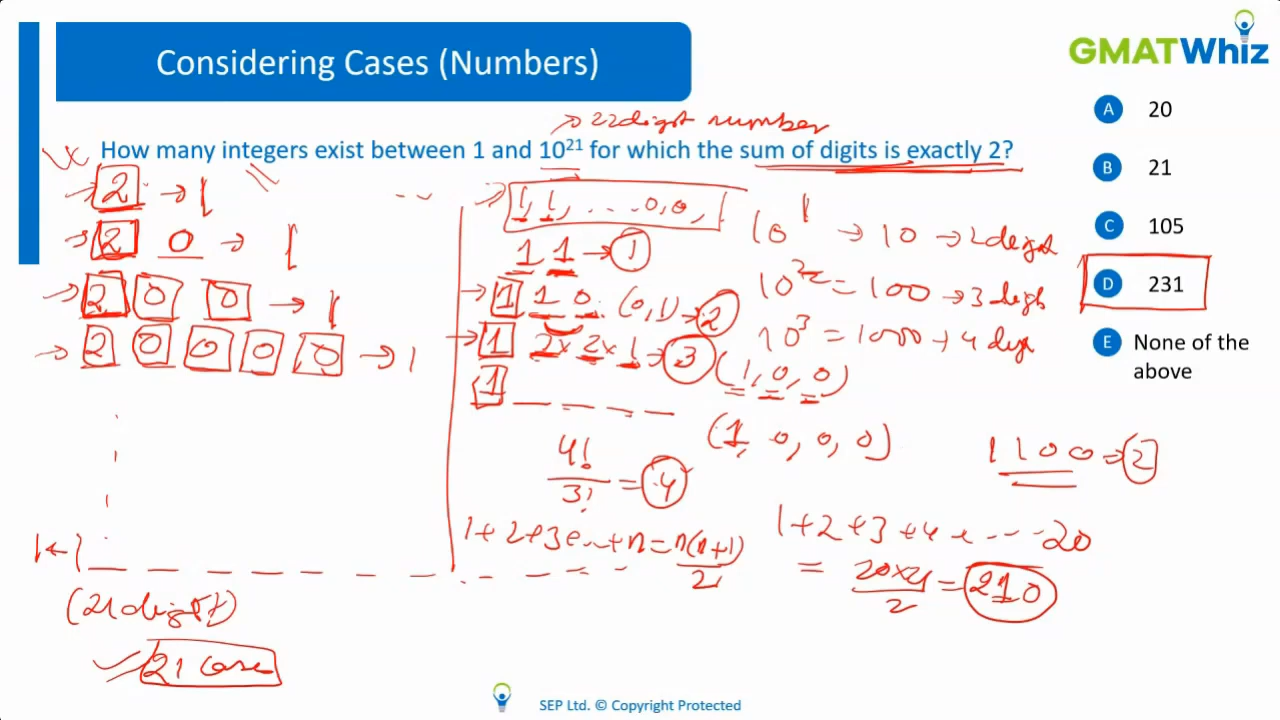 Considering Cases (Numbers)
GMATWhiz
→ 22digit number
How many integers exist between 1 and 10²¹ for which the sum of digits is exactly 2?
A 20
B 21
C 105
D 231
E None of the above
→ 2 → 1
→ 2 0 → 1
→ 2 0 0 → 1
→ 2 0 0 0 0 → 1
1 ←
(21 digit)
21 case
1, 1, . . . . 0, 0,
1 1 → 1
→ 1 1 0 (0,1) → 2
→ 1 2 x 2 x 1 → 3 (1, 0, 0)
1 _ _ _ _
(1, 0, 0, 0)
4!/3! = 4
1+2+3+...+n = n(n+1)/2
10¹ → 10 → 2 digit
10² = 100 → 3 digit
10³ = 1000 → 4 digit
1 1 0 0 ⇒ 2
1+2+3+4+ ... 20
= 20×21/2 = 210
SEP Ltd. © Copyright Protected